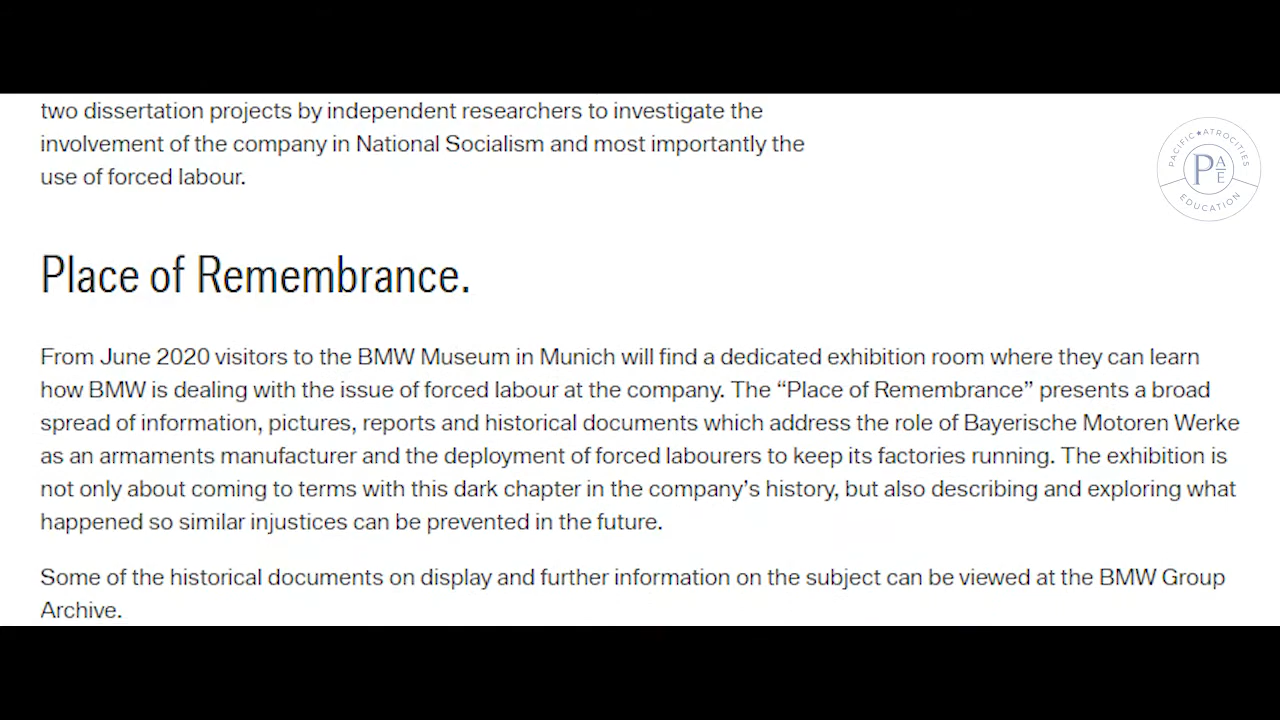 two dissertation projects by independent researchers to investigate the
involvement of the company in National Socialism and most importantly the
use of forced labour.
PACIFIC★ATROCITIES
PAE
EDUCATION
Place of Remembrance.
From June 2020 visitors to the BMW Museum in Munich will find a dedicated exhibition room where they can learn
how BMW is dealing with the issue of forced labour at the company. The “Place of Remembrance” presents a broad
spread of information, pictures, reports and historical documents which address the role of Bayerische Motoren Werke
as an armaments manufacturer and the deployment of forced labourers to keep its factories running. The exhibition is
not only about coming to terms with this dark chapter in the company’s history, but also describing and exploring what
happened so similar injustices can be prevented in the future.
Some of the historical documents on display and further information on the subject can be viewed at the BMW Group
Archive.